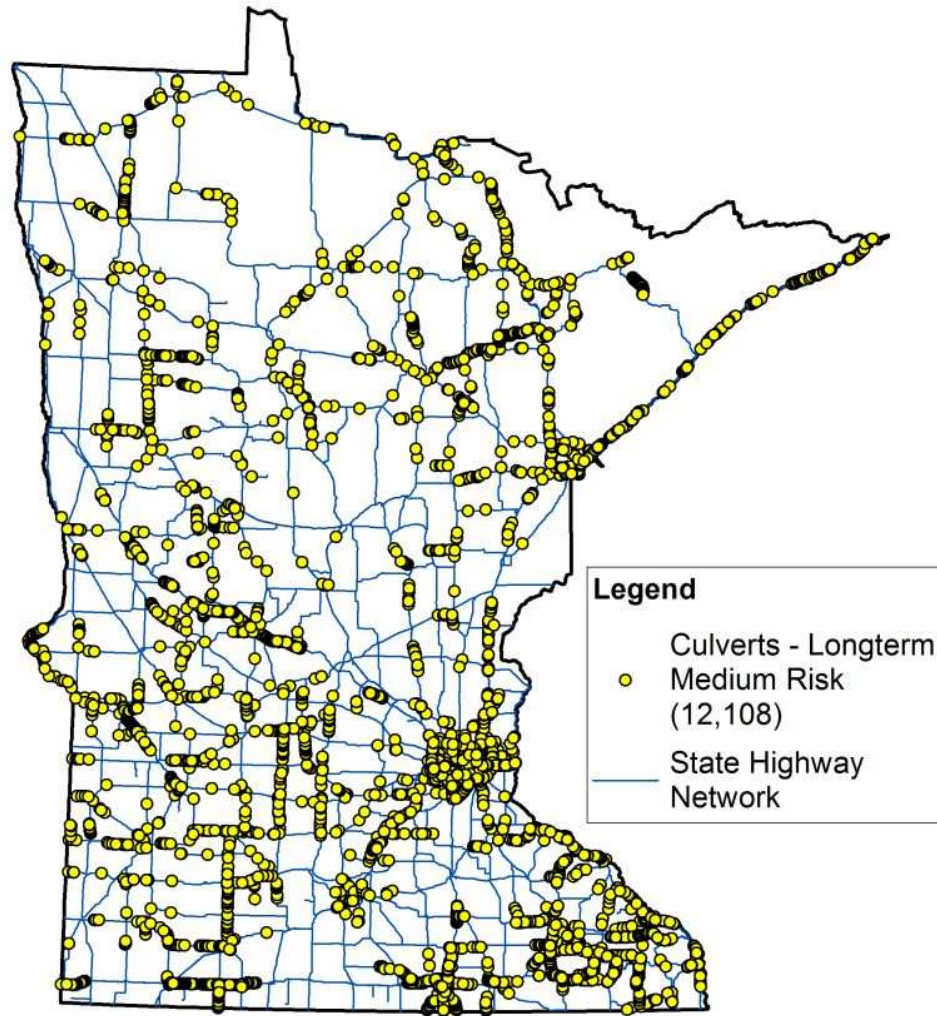 Legend
Culverts - Longterm
Medium Risk
(12,108)
State Highway
Network